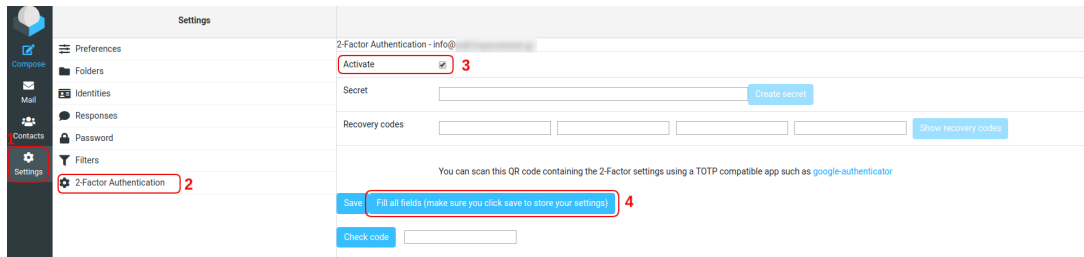 Compose
Mail
Contacts
1
Settings
Settings
Preferences
Folders
Identities
Responses
Password
Filters
2-Factor Authentication
2
2-Factor Authentication - info@
Activate
3
Secret
Create secret
Recovery codes
Show recovery codes
You can scan this QR code containing the 2-Factor settings using a TOTP compatible app such as google-authenticator
Save
Fill all fields (make sure you click save to store your settings)
4
Check code